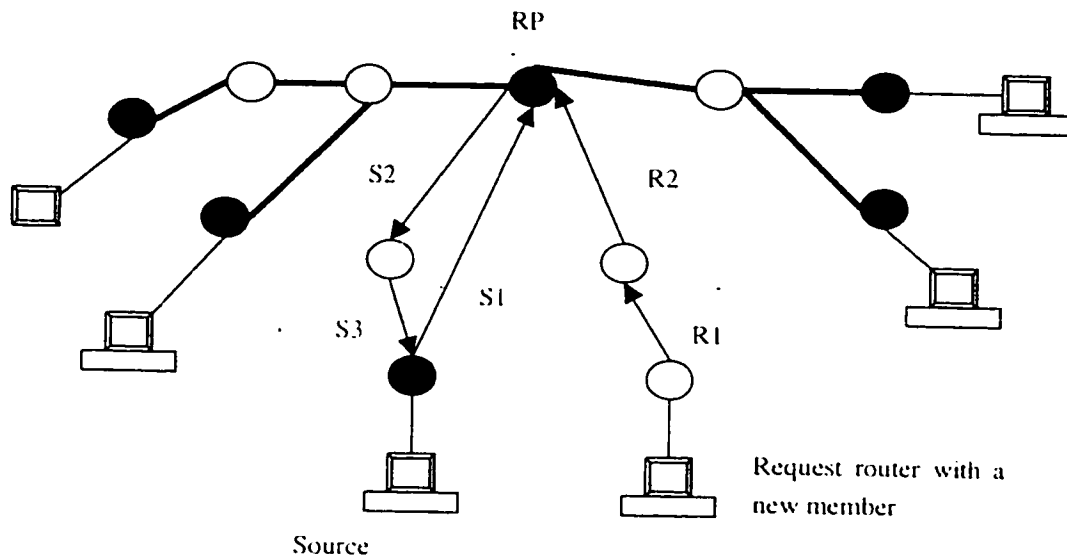 RP
S2
R2
S1
S3
R1
Request router with a
new member
Source